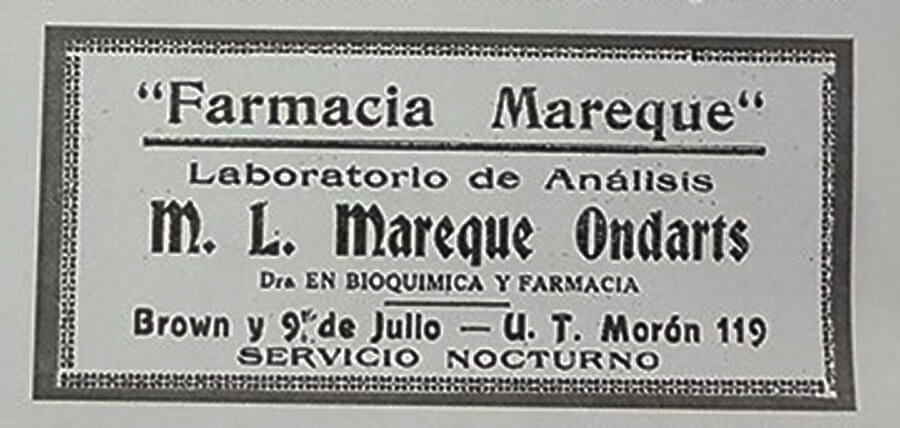 “Farmacia Mareque“
Laboratorio de Análisis
M. L. Mareque Ondarts
Dra EN BIOQUIMICA Y FARMACIA
Brown y 9 de Julio — U. T. Morón 119
SERVICIO NOCTURNO